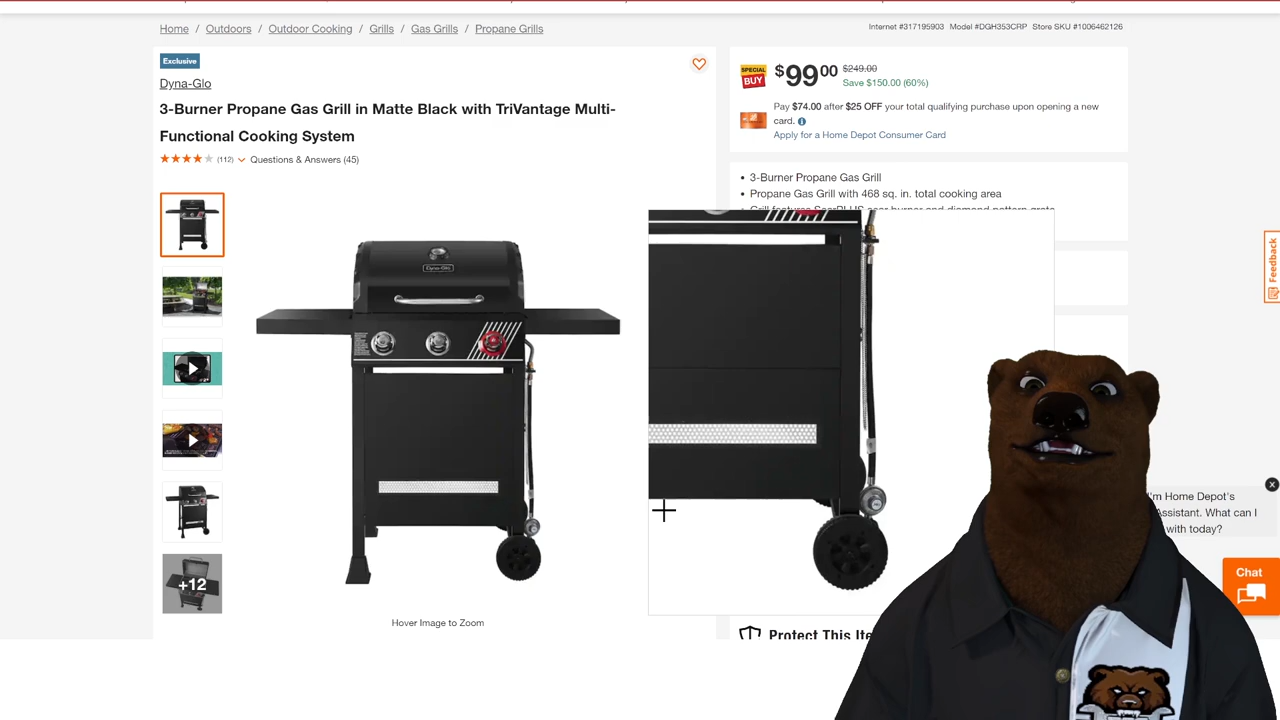 Home / Outdoors / Outdoor Cooking / Grills / Gas Grills / Propane Grills
Internet #317195903 Model #DGH353CRP Store SKU #1006462126
Exclusive
Dyna-Glo
3-Burner Propane Gas Grill in Matte Black with TriVantage Multi-
Functional Cooking System
(112) Questions & Answers (45)
SPECIAL
BUY
$99.00 $249.00
Save $150.00 (60%)
Pay $74.00 after $25 OFF your total qualifying purchase upon opening a new
card.
Apply for a Home Depot Consumer Card
• 3-Burner Propane Gas Grill
• Propane Gas Grill with 468 sq. in. total cooking area
Dyna-Glo
+12
Hover Image to Zoom
Protect This Ite
Feedback
I'm Home Depot's
Assistant. What can I
with today?
Chat